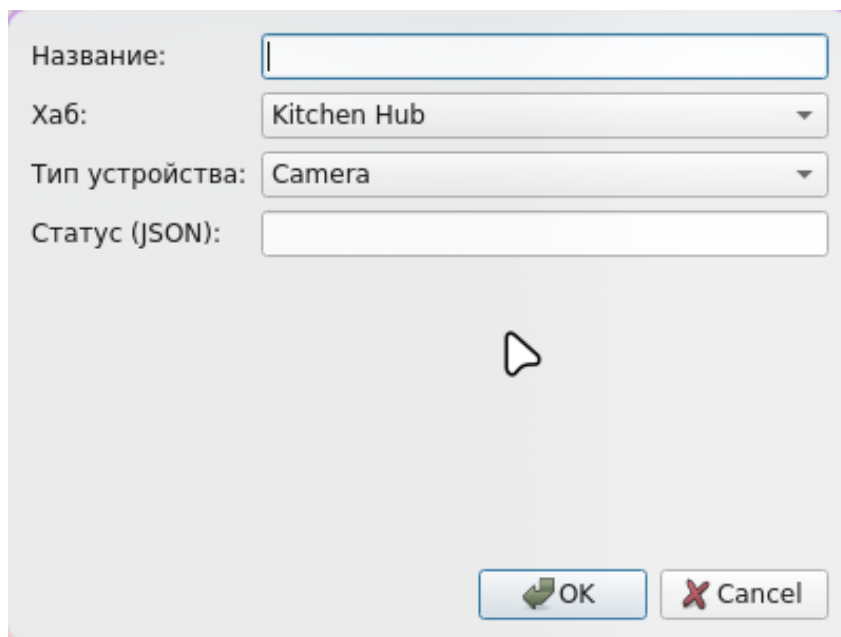 Название:
Хаб: Kitchen Hub
Тип устройства: Camera
Статус (JSON):
OK Cancel